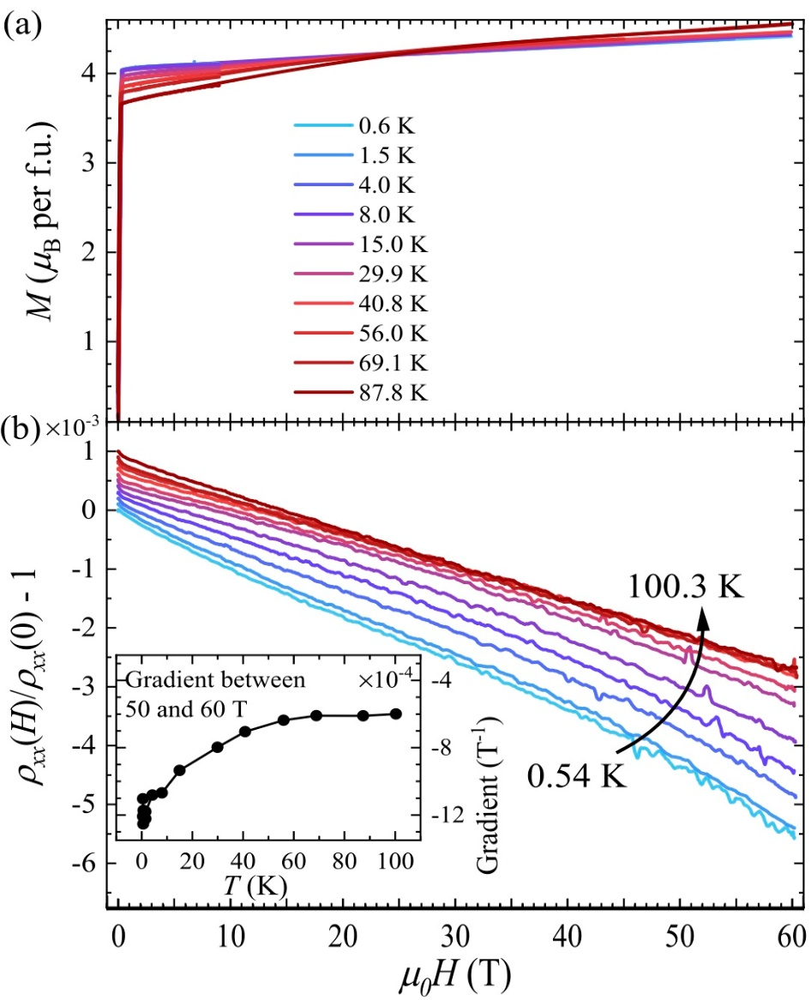 (a)
M (μB per f.u.)
4
3
2
1
0.6 K
1.5 K
4.0 K
8.0 K
15.0 K
29.9 K
40.8 K
56.0 K
69.1 K
87.8 K
(b)
×10⁻³
ρxx(H)/ρxx(0) - 1
1
0
-1
-2
-3
-4
-5
-6
100.3 K
0.54 K
Gradient between
50 and 60 T
×10⁻⁴
-4
-8
-12
Gradient (T⁻¹)
0 20 40 60 80 100
T (K)
0 10 20 30 40 50 60
μ0H (T)